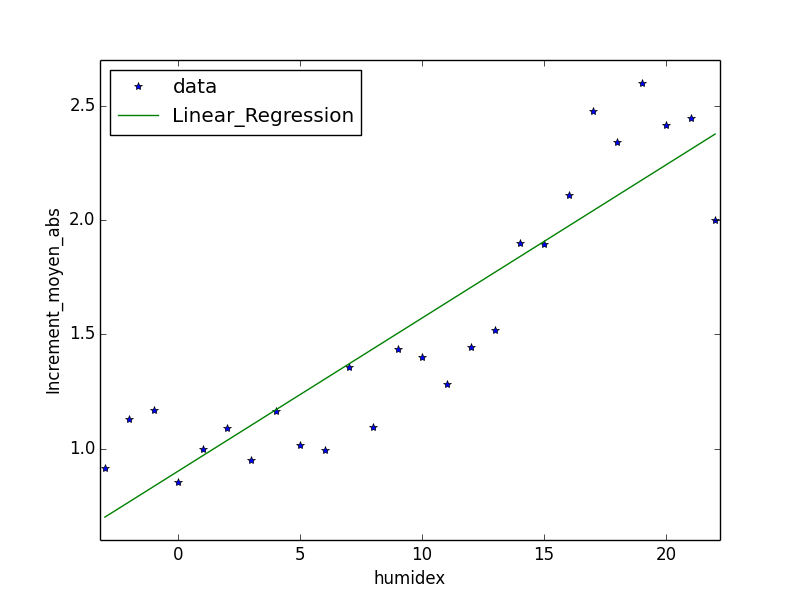 data
Linear_Regression
2.5
2.0
1.5
1.0
Increment_moyen_abs
0 5 10 15 20
humidex